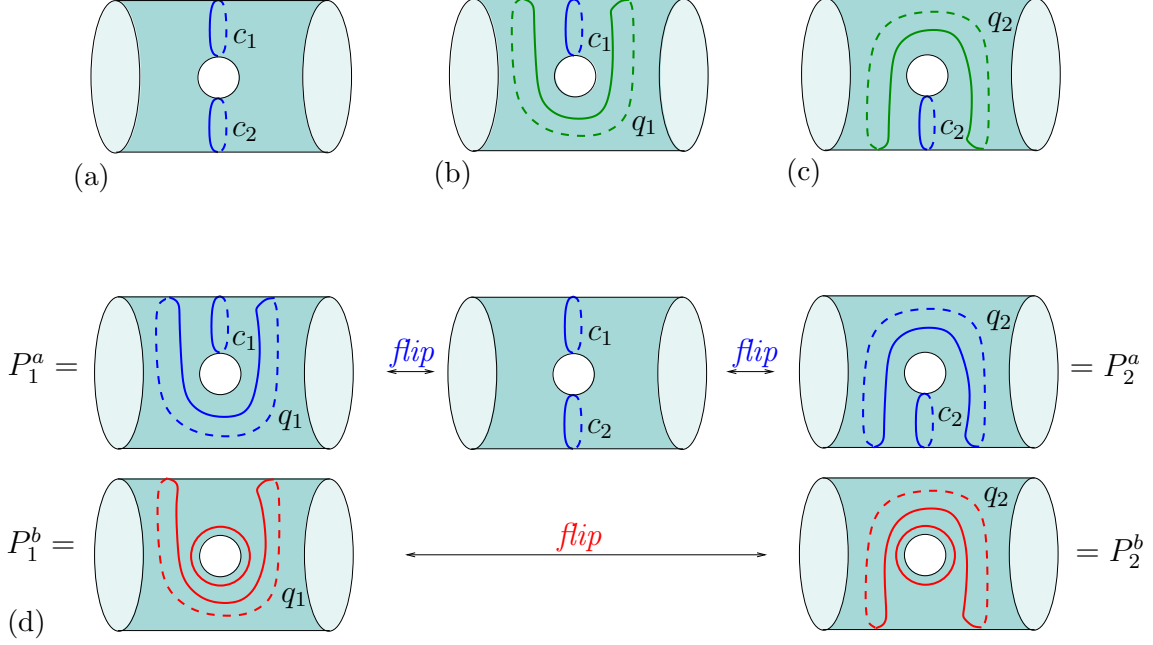 c₁ c₁ q₂
c₂ q₁ c₂
(a) (b) (c)
c₁ c₁ q₂
P₁ᵃ = flip flip = P₂ᵃ
q₁ c₂ c₂
q₂
P₁ᵇ = flip = P₂ᵇ
q₁
(d)